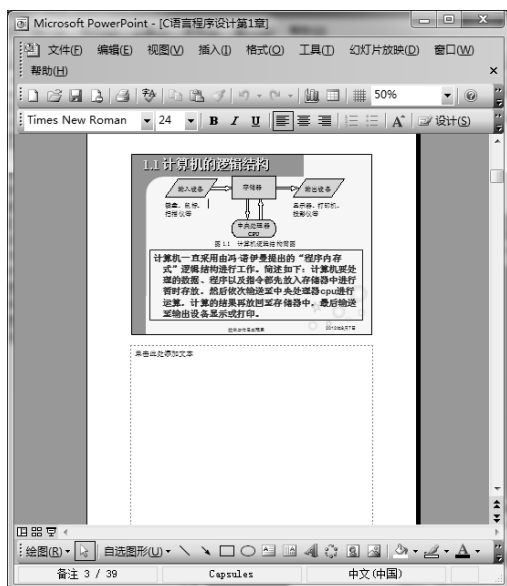 Microsoft PowerPoint - [C语言程序设计第1章]
文件(F) 编辑(E) 视图(V) 插入(I) 格式(O) 工具(T) 幻灯片放映(D) 窗口(W)
帮助(H)
50%
Times New Roman 24 B I U A 设计(S)
1.1 计算机的逻辑结构
输入设备 存储器 输出设备
键盘、鼠标、 显示器、打印机、
扫描仪等 投影仪等
中央处理器
CPU
图 1.1 计算机逻辑结构简图
计算机一直采用由冯·诺伊曼提出的“程序内存
式”逻辑结构进行工作。简述如下：计算机要处
理的数据、程序以及指令都先放入存储器中进行
暂时存放。然后依次输送至中央处理器cpu进行
运算。计算的结果再放回至存储器中。最后输送
至输出设备显示或打印。
单击此处添加文本
绘图(R) 自选图形(U)
备注 3 / 39 Capsules 中文(中国)